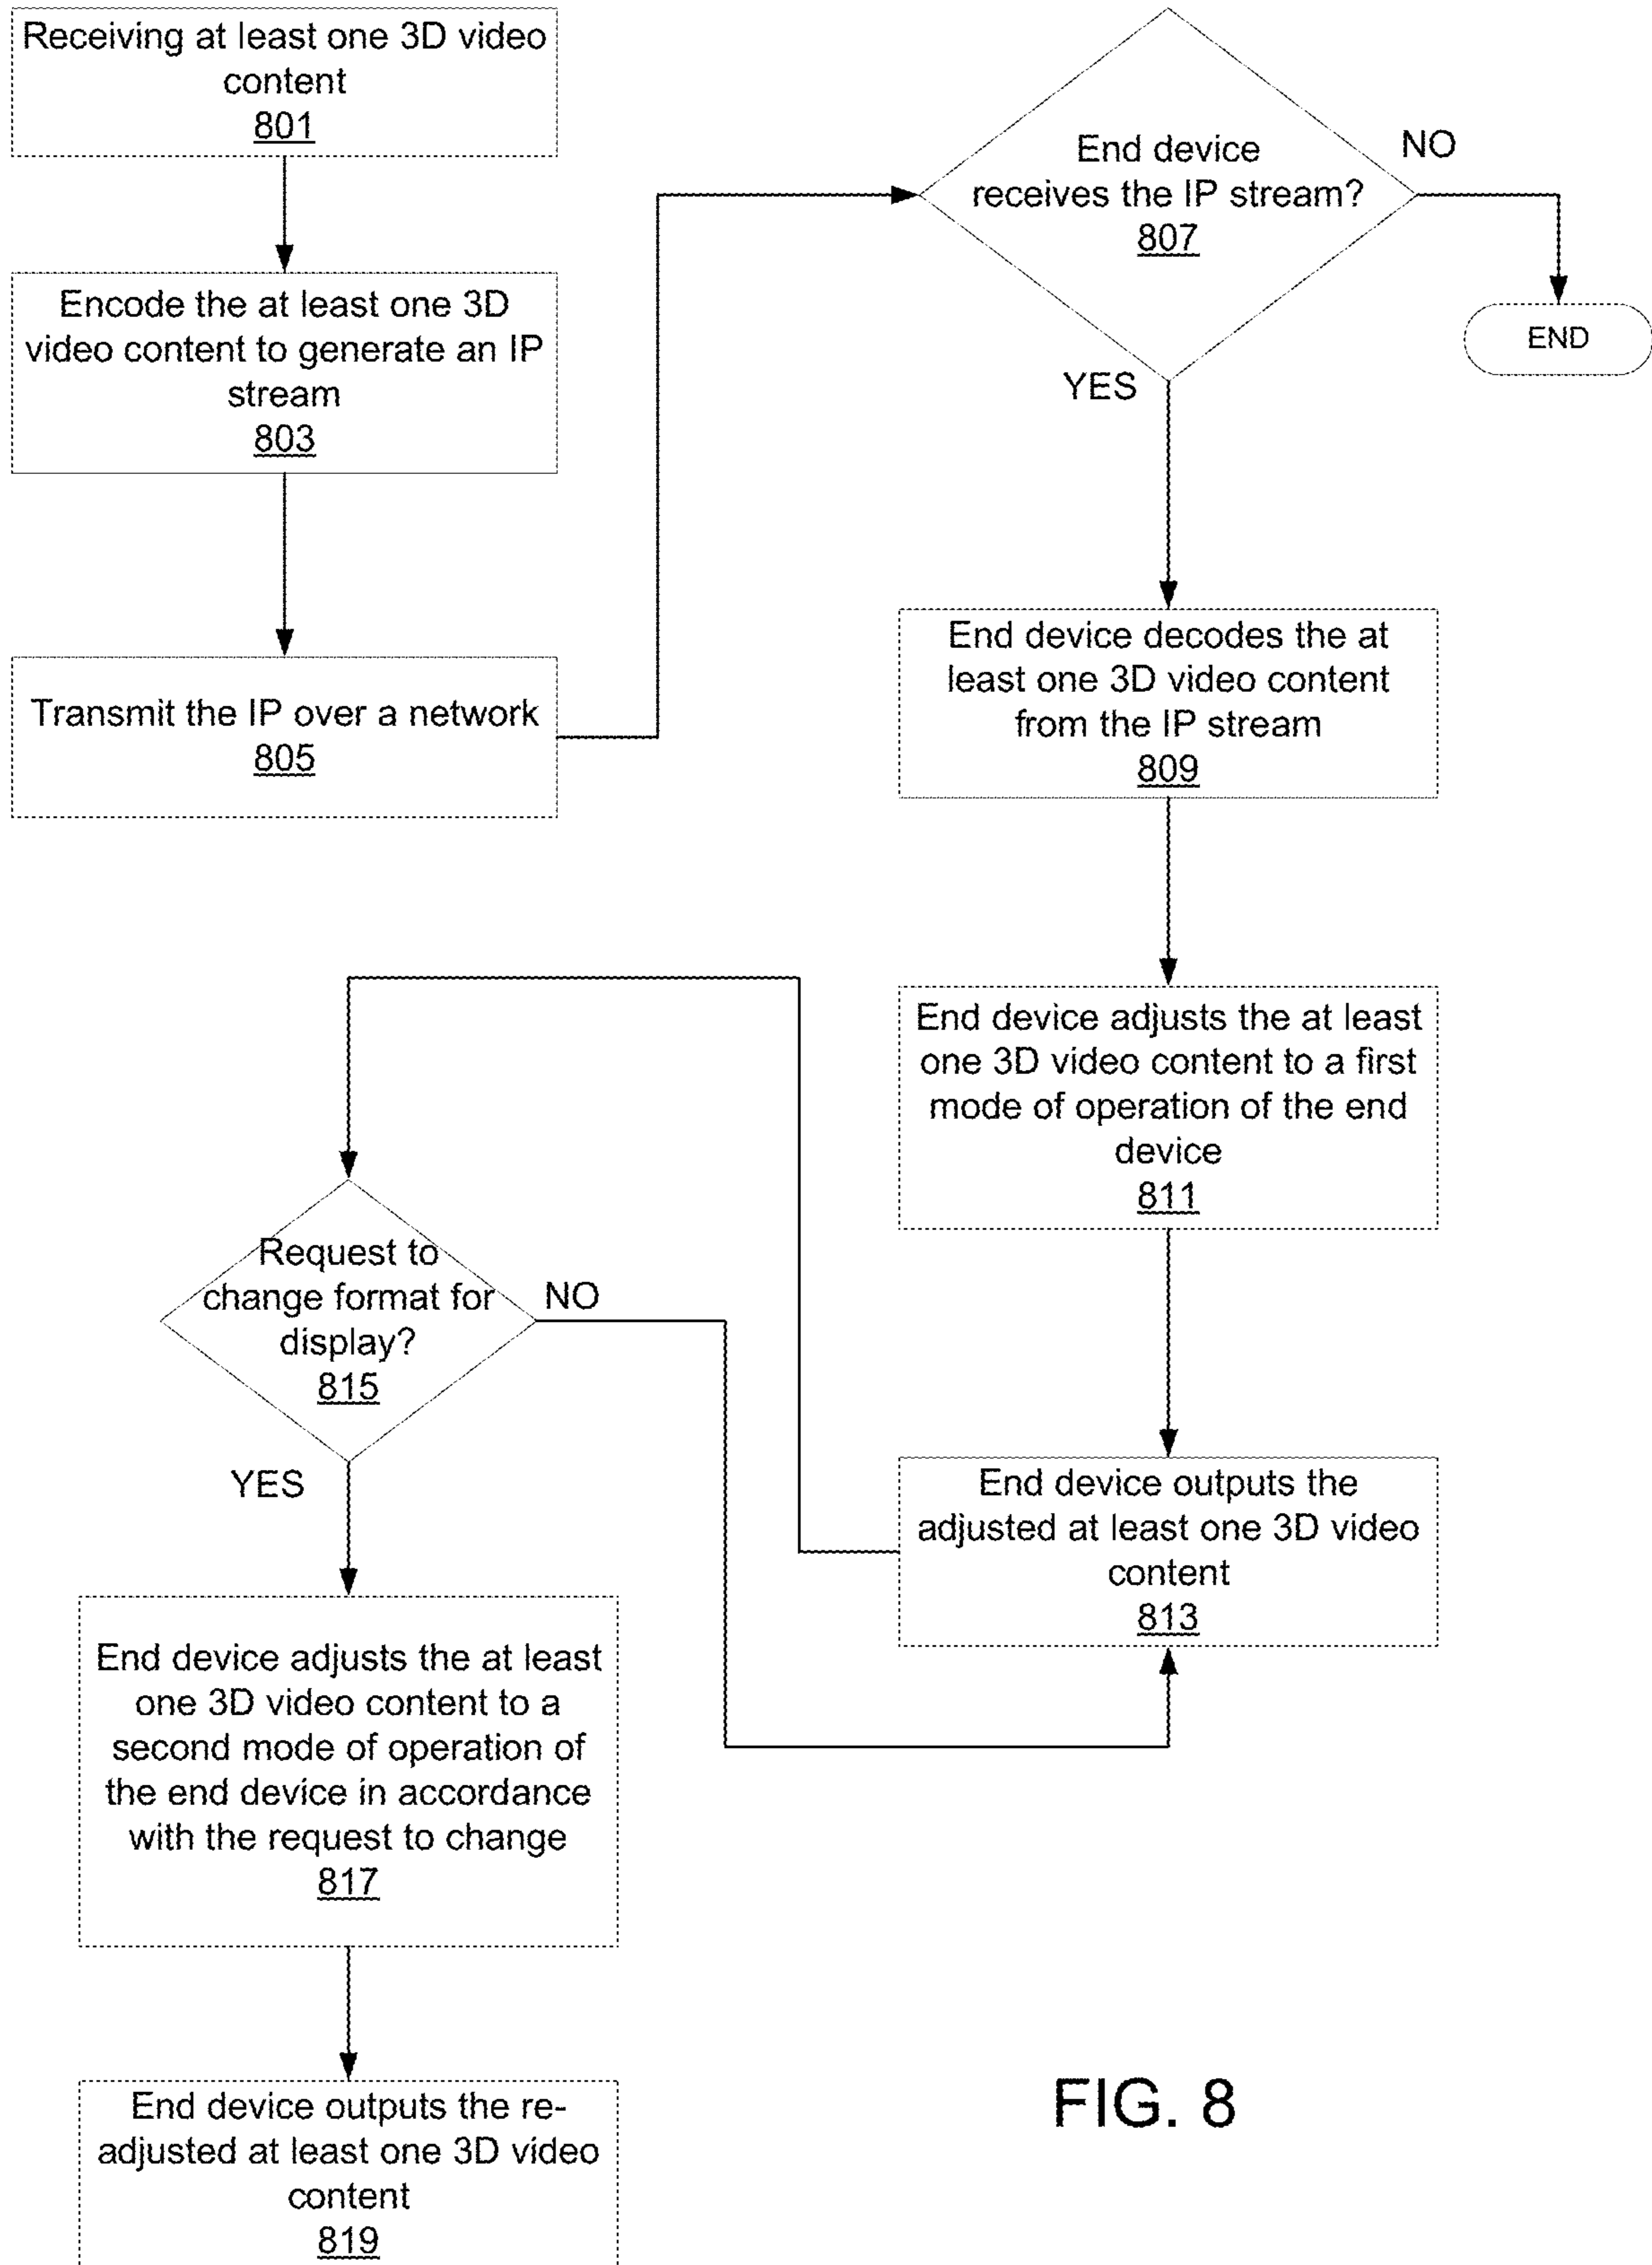 Receiving at least one 3D video
content
801
Encode the at least one 3D
video content to generate an IP
stream
803
Transmit the IP over a network
805
End device
receives the IP stream?
807
NO
END
YES
End device decodes the at
least one 3D video content
from the IP stream
809
End device adjusts the at least
one 3D video content to a first
mode of operation of the end
device
811
End device outputs the
adjusted at least one 3D video
content
813
Request to
change format for
display?
815
NO
YES
End device adjusts the at least
one 3D video content to a
second mode of operation of
the end device in accordance
with the request to change
817
End device outputs the re-
adjusted at least one 3D video
content
819
FIG. 8